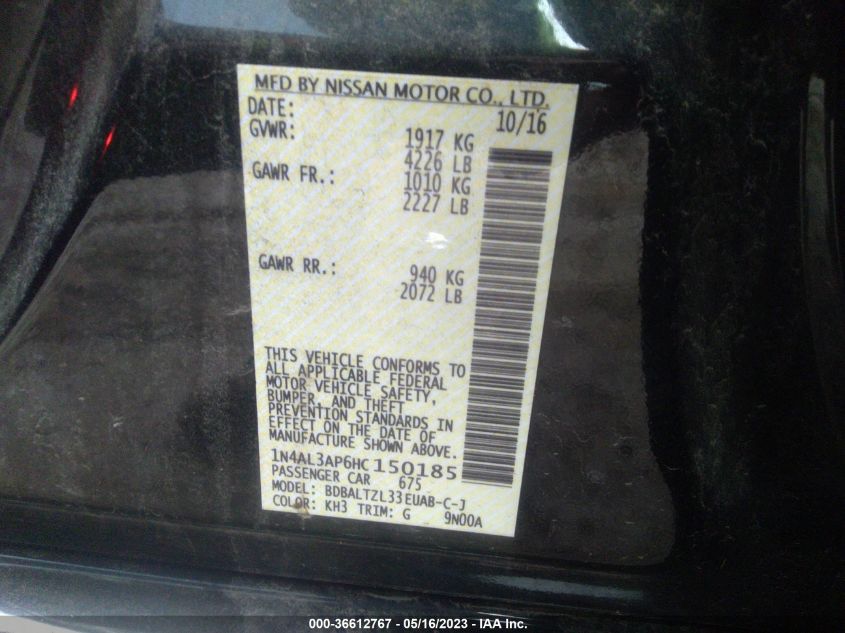 MFD BY NISSAN MOTOR CO., LTD.
DATE: 10/16
GVWR: 1917 KG
4226 LB
GAWR FR.: 1010 KG
2227 LB
GAWR RR.: 940 KG
2072 LB
THIS VEHICLE CONFORMS TO
ALL APPLICABLE FEDERAL
MOTOR VEHICLE SAFETY,
BUMPER, AND THEFT
PREVENTION STANDARDS IN
EFFECT ON THE DATE OF
MANUFACTURE SHOWN ABOVE.
1N4AL3AP6HC150185
PASSENGER CAR 675
MODEL: BDBALTZL33EUAB-C-J
COLOR: KH3 TRIM: G 9N00A
000-36612767 - 05/16/2023 - IAA Inc.